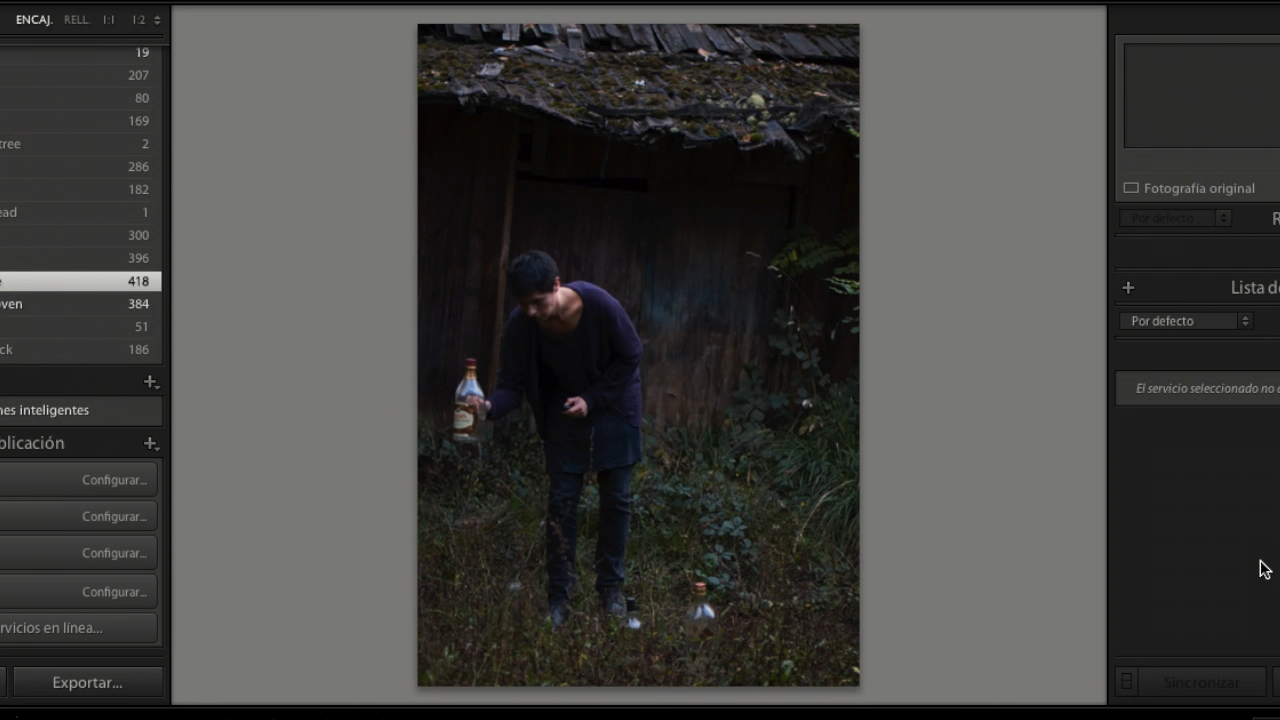 ENCAJ. RELL. 1:1 1:2
19
207
80
169
tree 2
286
182
ead 1
300
396
e 418
oven 384
51
ck 186
nes inteligentes
blicación
Configurar...
Configurar...
Configurar...
Configurar...
rvicios en línea...
Exportar...
Fotografía original
Por defecto R
Lista de
Por defecto
El servicio seleccionado no e
Sincronizar